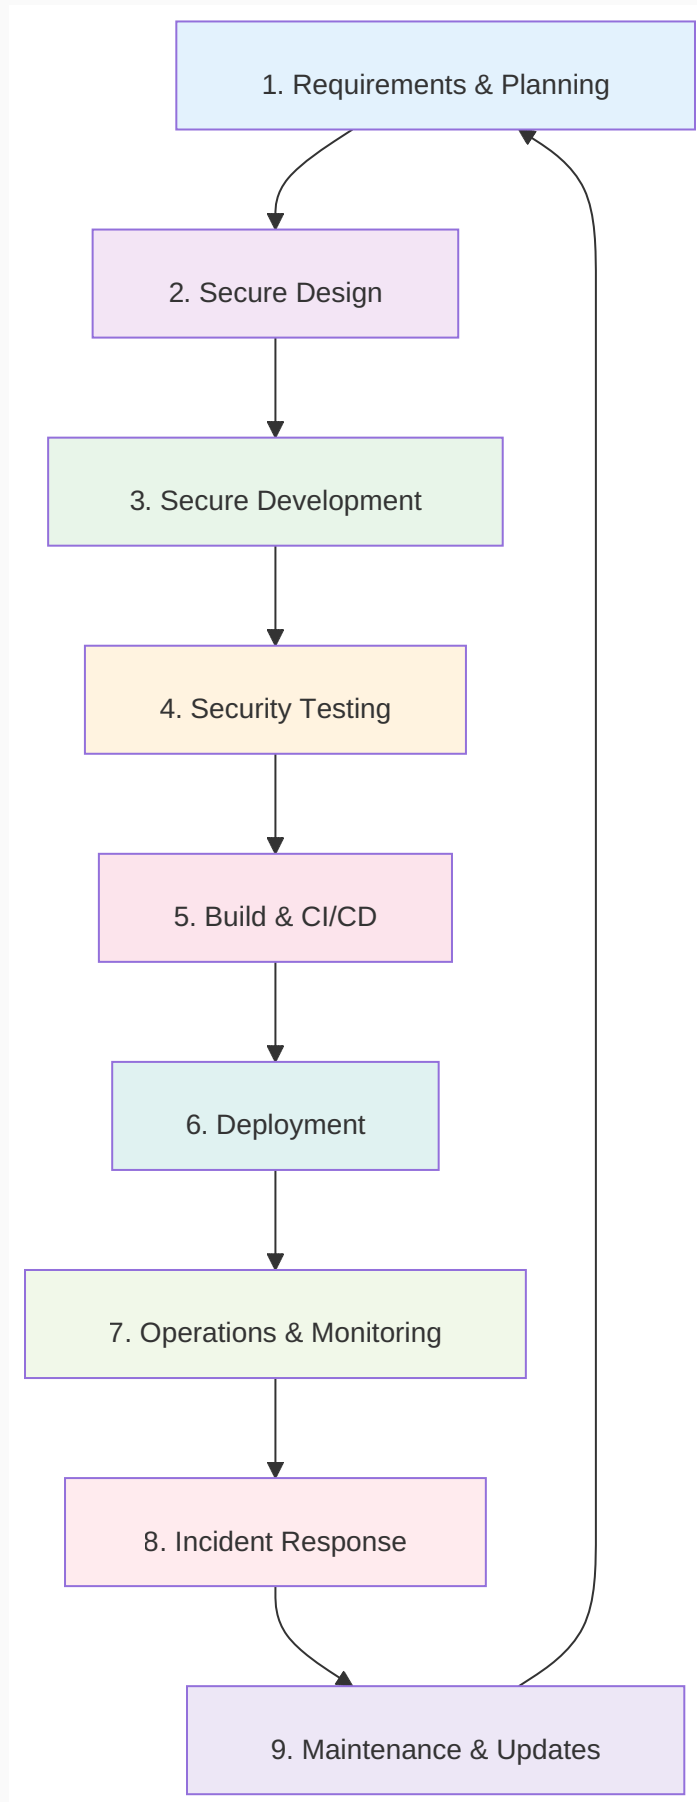 1. Requirements & Planning
2. Secure Design
3. Secure Development
4. Security Testing
5. Build & CI/CD
6. Deployment
7. Operations & Monitoring
8. Incident Response
9. Maintenance & Updates